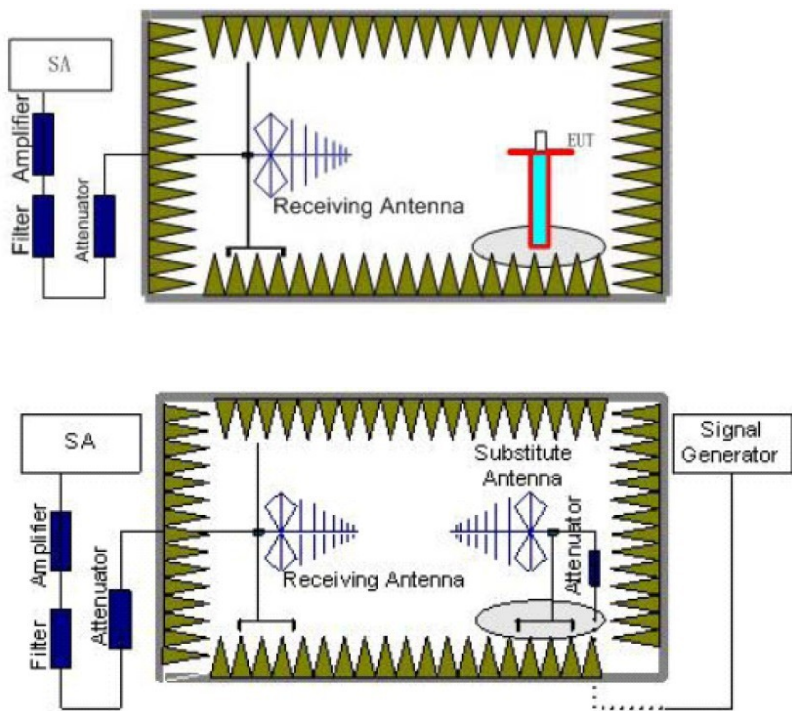 SA
Amplifier
Filter
Attenuator
Receiving Antenna
EUT
SA
Amplifier
Filter
Attenuator
Receiving Antenna
Substitute
Antenna
Attenuator
Signal
Generator